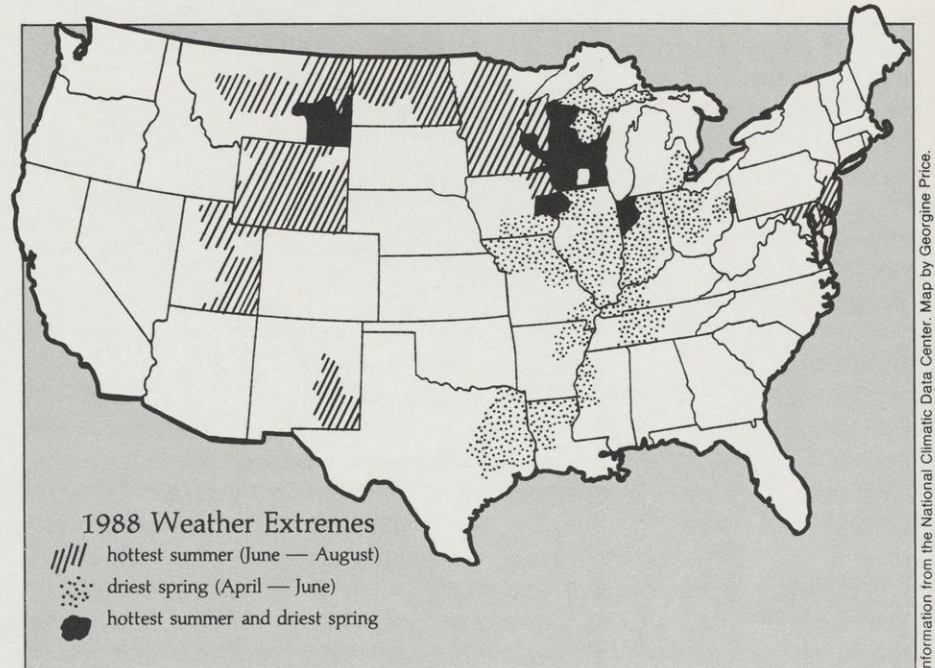 1988 Weather Extremes
hottest summer (June — August)
driest spring (April — June)
hottest summer and driest spring
nformation from the National Climatic Data Center. Map by Georgine Price.